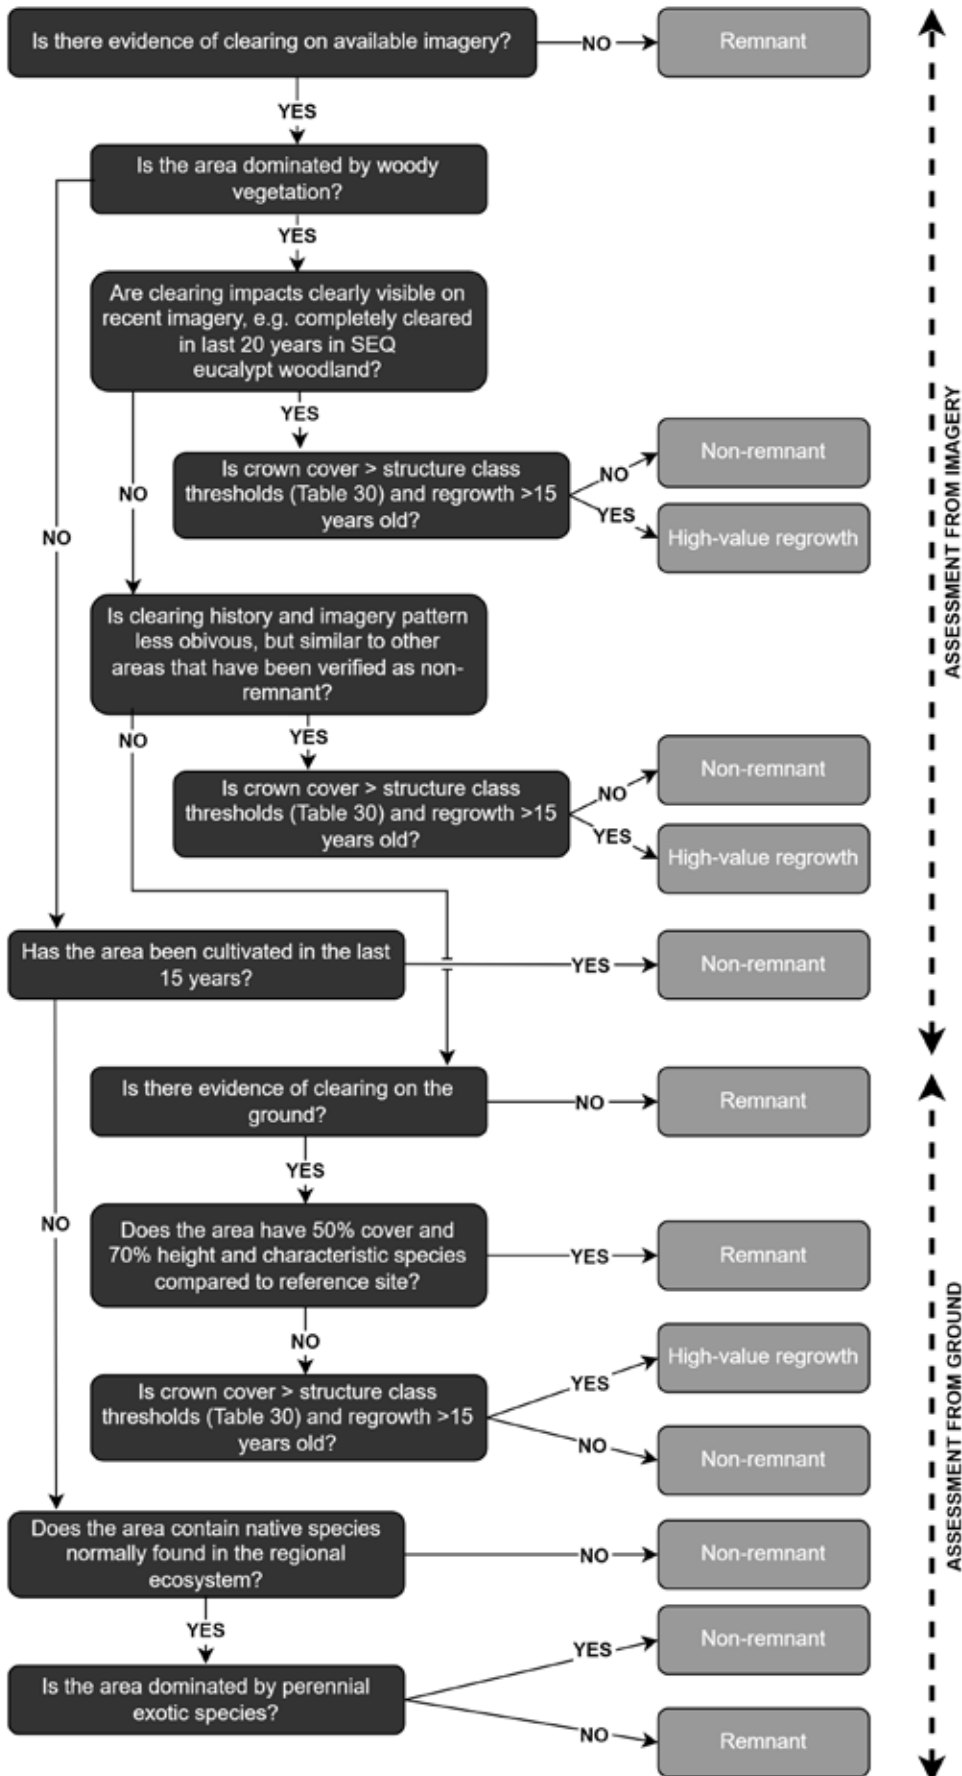 Is there evidence of clearing on available imagery?
NO
Remnant
YES
Is the area dominated by woody
vegetation?
YES
Are clearing impacts clearly visible on
recent imagery, e.g. completely cleared
in last 20 years in SEQ
eucalypt woodland?
YES
Is crown cover > structure class
thresholds (Table 30) and regrowth >15
years old?
NO
Non-remnant
YES
High-value regrowth
NO
NO
Is clearing history and imagery pattern
less obivous, but similar to other
areas that have been verified as non-
remnant?
NO
YES
Is crown cover > structure class
thresholds (Table 30) and regrowth >15
years old?
NO
Non-remnant
YES
High-value regrowth
Has the area been cultivated in the last
15 years?
YES
Non-remnant
ASSESSMENT FROM IMAGERY
Is there evidence of clearing on the
ground?
NO
Remnant
YES
NO
Does the area have 50% cover and
70% height and characteristic species
compared to reference site?
YES
Remnant
NO
Is crown cover > structure class
thresholds (Table 30) and regrowth >15
years old?
YES
High-value regrowth
NO
Non-remnant
Does the area contain native species
normally found in the regional
ecosystem?
NO
Non-remnant
YES
Is the area dominated by perennial
exotic species?
YES
Non-remnant
NO
Remnant
ASSESSMENT FROM GROUND